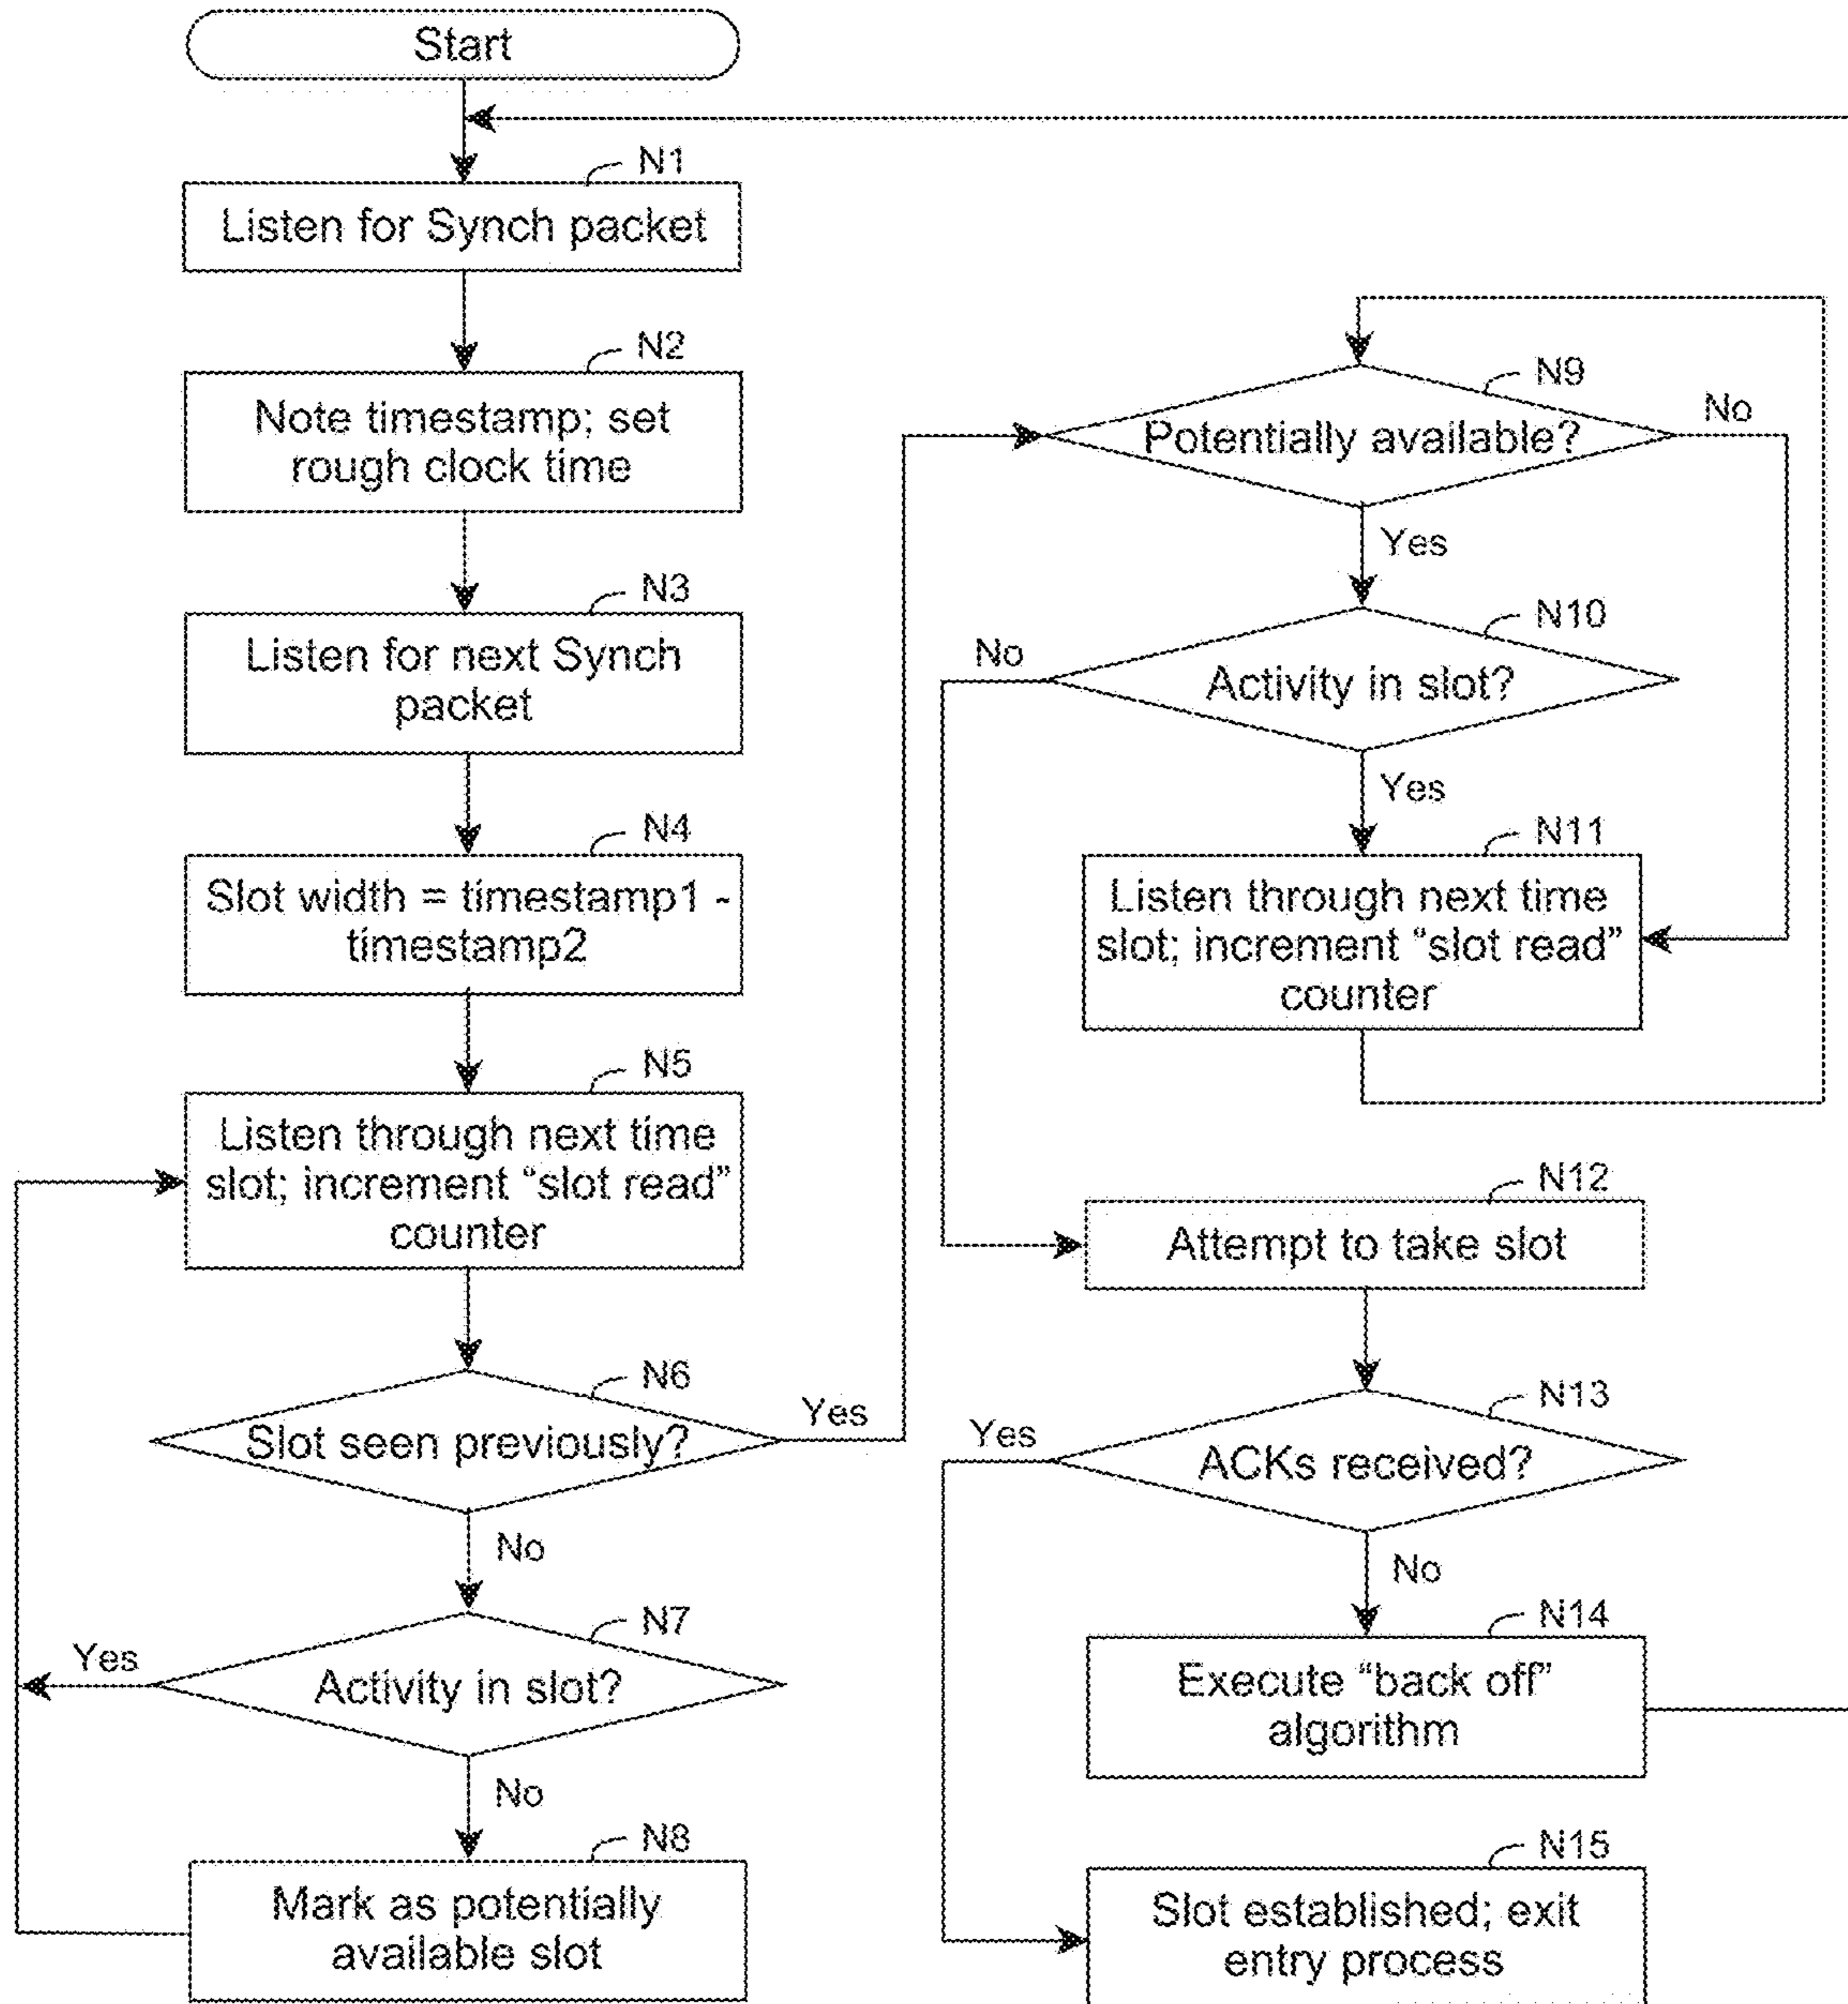 Start
N1
Listen for Synch packet
N2
Note timestamp; set
rough clock time
N3
Listen for next Synch
packet
N4
Slot width = timestamp1 -
timestamp2
N5
Listen through next time
slot; increment “slot read”
counter
N6
Slot seen previously?
Yes
No
N7
Activity in slot?
Yes
No
N8
Mark as potentially
available slot
N9
Potentially available?
No
Yes
N10
Activity in slot?
No
Yes
N11
Listen through next time
slot; increment “slot read”
counter
N12
Attempt to take slot
N13
ACKs received?
Yes
No
N14
Execute “back off”
algorithm
N15
Slot established; exit
entry process